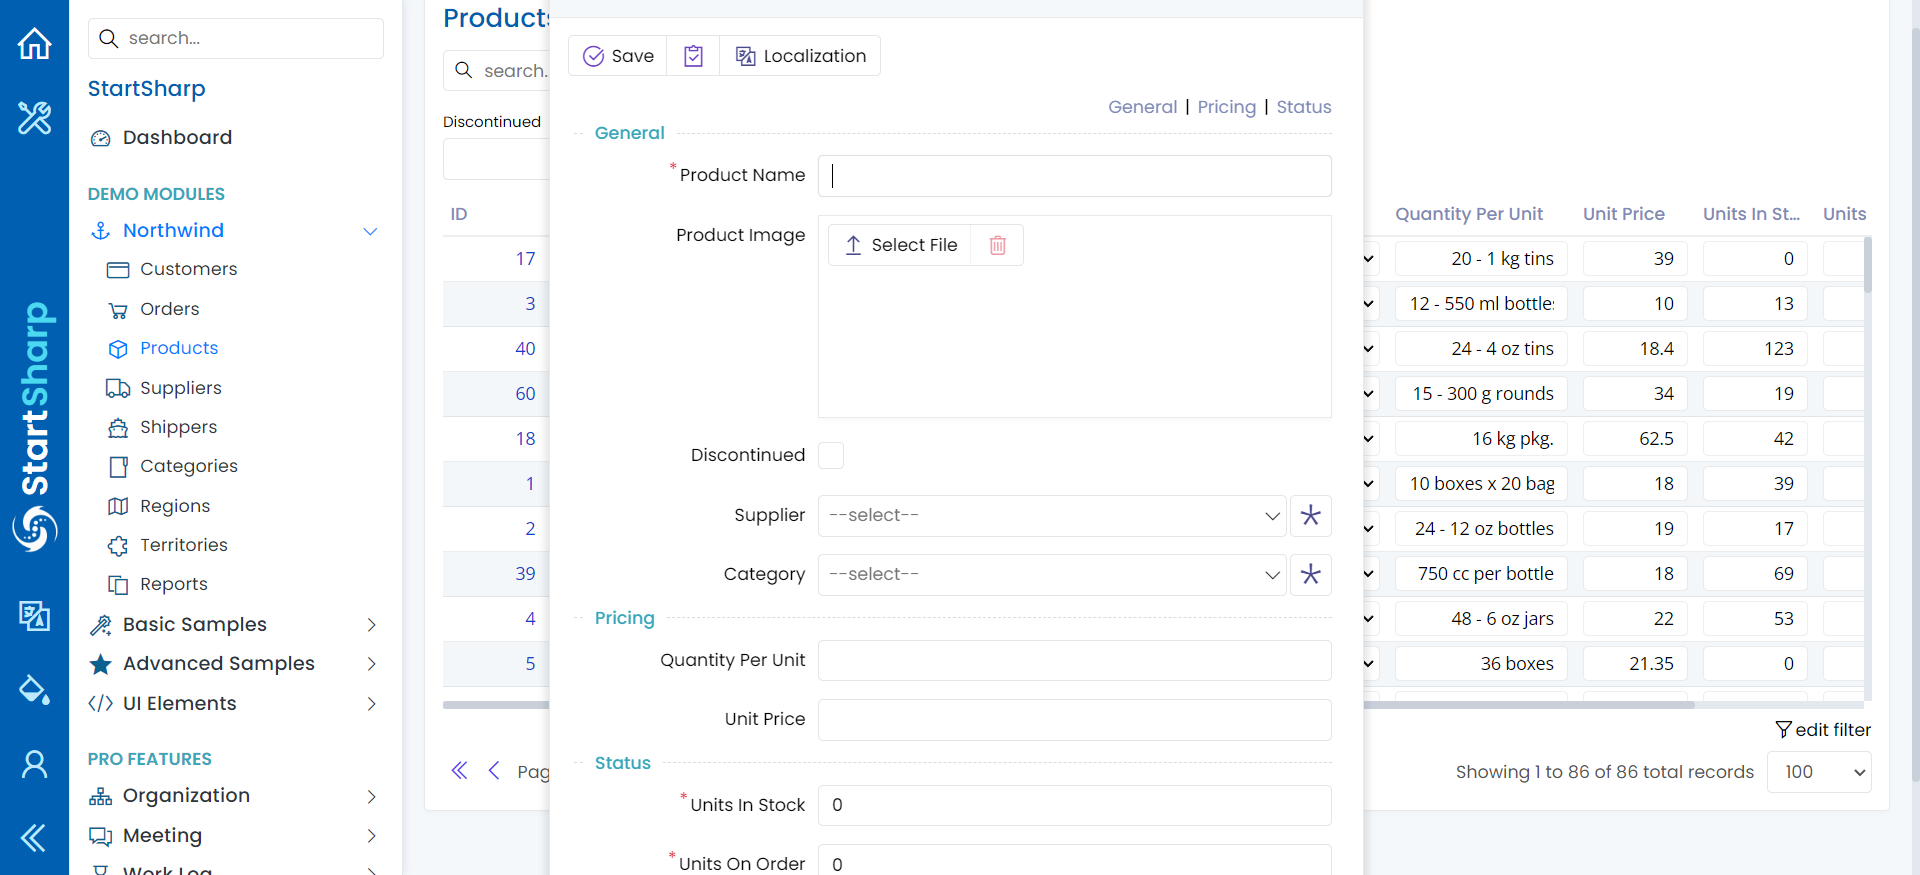 StartSharp
search...
StartSharp
Dashboard
DEMO MODULES
Northwind
Customers
Orders
Products
Suppliers
Shippers
Categories
Regions
Territories
Reports
Basic Samples
Advanced Samples
UI Elements
PRO FEATURES
Organization
Meeting
Work Log
Products
search.
Discontinued
ID
17
3
40
60
18
1
2
39
4
5
Pag
Save
Localization
General | Pricing | Status
General
* Product Name
Product Image
Select File
Discontinued
Supplier
--select--
Category
--select--
Pricing
Quantity Per Unit
Unit Price
Status
* Units In Stock
0
* Units On Order
0
Quantity Per Unit Unit Price Units In St... Units
20 - 1 kg tins 39 0
12 - 550 ml bottles 10 13
24 - 4 oz tins 18.4 123
15 - 300 g rounds 34 19
16 kg pkg. 62.5 42
10 boxes x 20 bag 18 39
24 - 12 oz bottles 19 17
750 cc per bottle 18 69
48 - 6 oz jars 22 53
36 boxes 21.35 0
edit filter
Showing 1 to 86 of 86 total records
100